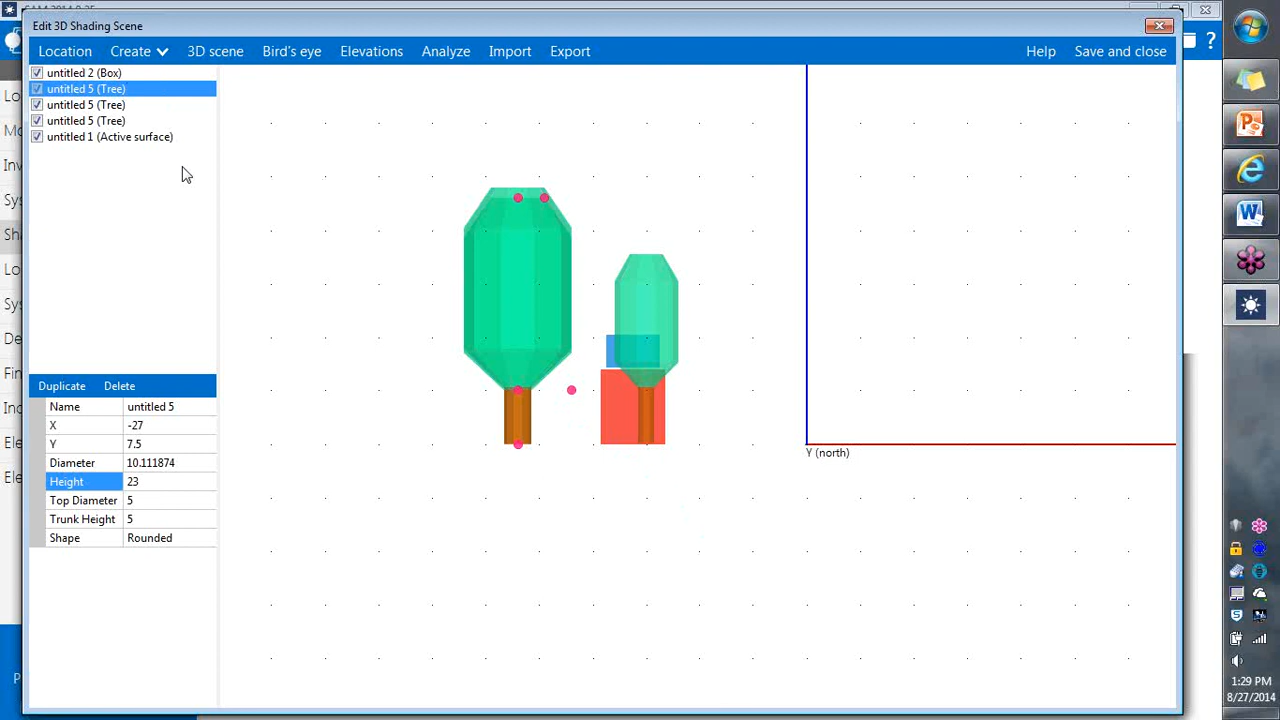 Edit 3D Shading Scene
Location Create 3D scene Bird's eye Elevations Analyze Import Export Help Save and close
?
untitled 2 (Box)
untitled 5 (Tree)
untitled 5 (Tree)
untitled 5 (Tree)
untitled 1 (Active surface)
Duplicate Delete
Name untitled 5
X -27
Y 7.5
Diameter 10.111874
Height 23
Top Diameter 5
Trunk Height 5
Shape Rounded
Y (north)
1:29 PM
8/27/2014